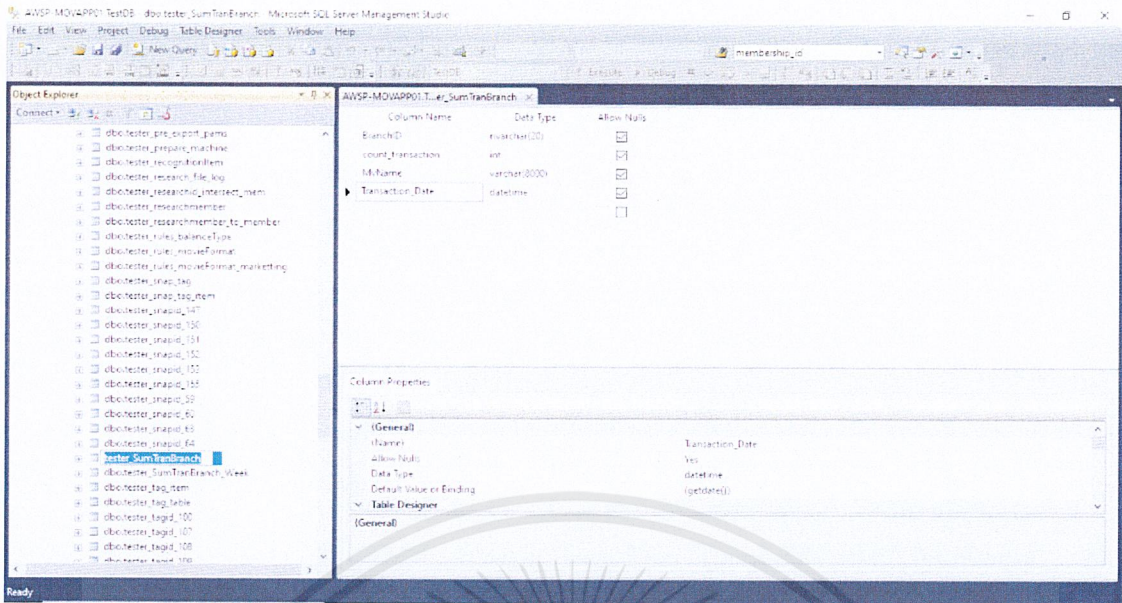 AWSP-MOVAPP01.TestDB - dbo.tester_SumTranBranch - Microsoft SQL Server Management Studio
File Edit View Project Debug Table Designer Tools Window Help
New Query
membership_id
Execute Debug
Object Explorer
Connect
dbo.tester_pre_export_pems
dbo.tester_prepare_machine
dbo.tester_recognitionItem
dbo.tester_research_file_log
dbo.tester_researchid_intersect_mem
dbo.tester_researchmember
dbo.tester_researchmember_to_member
dbo.tester_rules_balanceType
dbo.tester_rules_movieFormat
dbo.tester_rules_movieFormat_marketting
dbo.tester_snap_tag
dbo.tester_snap_tag_item
dbo.tester_snapid_147
dbo.tester_snapid_150
dbo.tester_snapid_151
dbo.tester_snapid_152
dbo.tester_snapid_153
dbo.tester_snapid_155
dbo.tester_snapid_59
dbo.tester_snapid_63
dbo.tester_snapid_64
tester_SumTranBranch
dbo.tester_SumTranBranch_Week
dbo.tester_tag_item
dbo.tester_tag_table
dbo.tester_tagid_106
dbo.tester_tagid_107
dbo.tester_tagid_108
dbo.tester_tagid_109
AWSP-MOVAPP01.T...er_SumTranBranch
Column Name Data Type Allow Nulls
BranchID nvarchar(20)
count_transaction int
MvName varchar(8000)
Transaction_Date datetime
Column Properties
(General)
(Name) Transaction_Date
Allow Nulls Yes
Data Type datetime
Default Value or Binding (getdate())
Table Designer
(General)
Ready